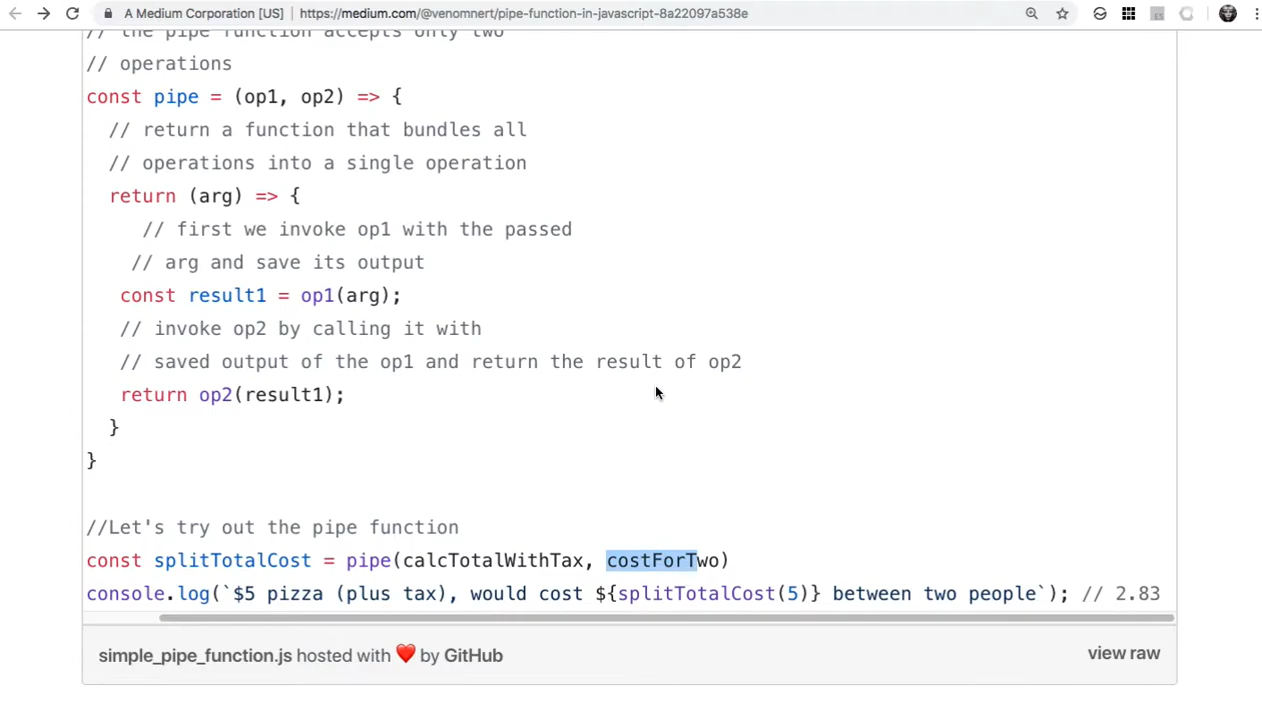 A Medium Corporation [US] | https://medium.com/@venomnert/pipe-function-in-javascript-8a22097a538e
// the pipe function accepts only two
// operations
const pipe = (op1, op2) => {
// return a function that bundles all
// operations into a single operation
return (arg) => {
// first we invoke op1 with the passed
// arg and save its output
const result1 = op1(arg);
// invoke op2 by calling it with
// saved output of the op1 and return the result of op2
return op2(result1);
}
}
//Let's try out the pipe function
const splitTotalCost = pipe(calcTotalWithTax, costForTwo)
console.log(`$5 pizza (plus tax), would cost ${splitTotalCost(5)} between two people`); // 2.83
simple_pipe_function.js hosted with ❤ by GitHub
view raw